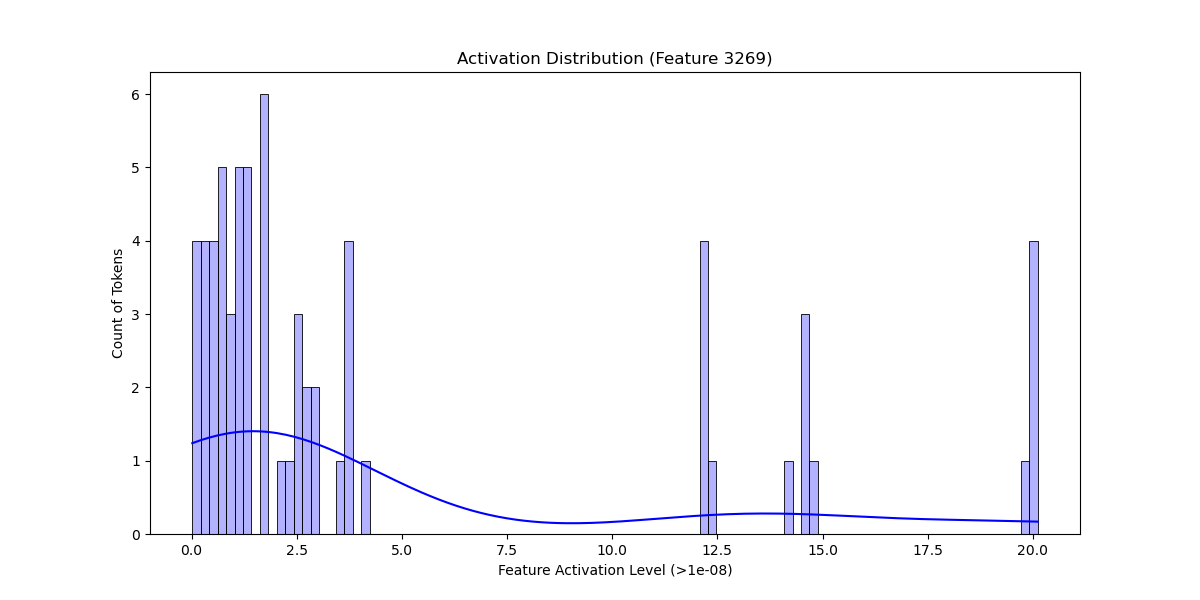 Activation Distribution (Feature 3269)
6
5
4
3
2
1
0
Count of Tokens
0.0 2.5 5.0 7.5 10.0 12.5 15.0 17.5 20.0
Feature Activation Level (>1e-08)